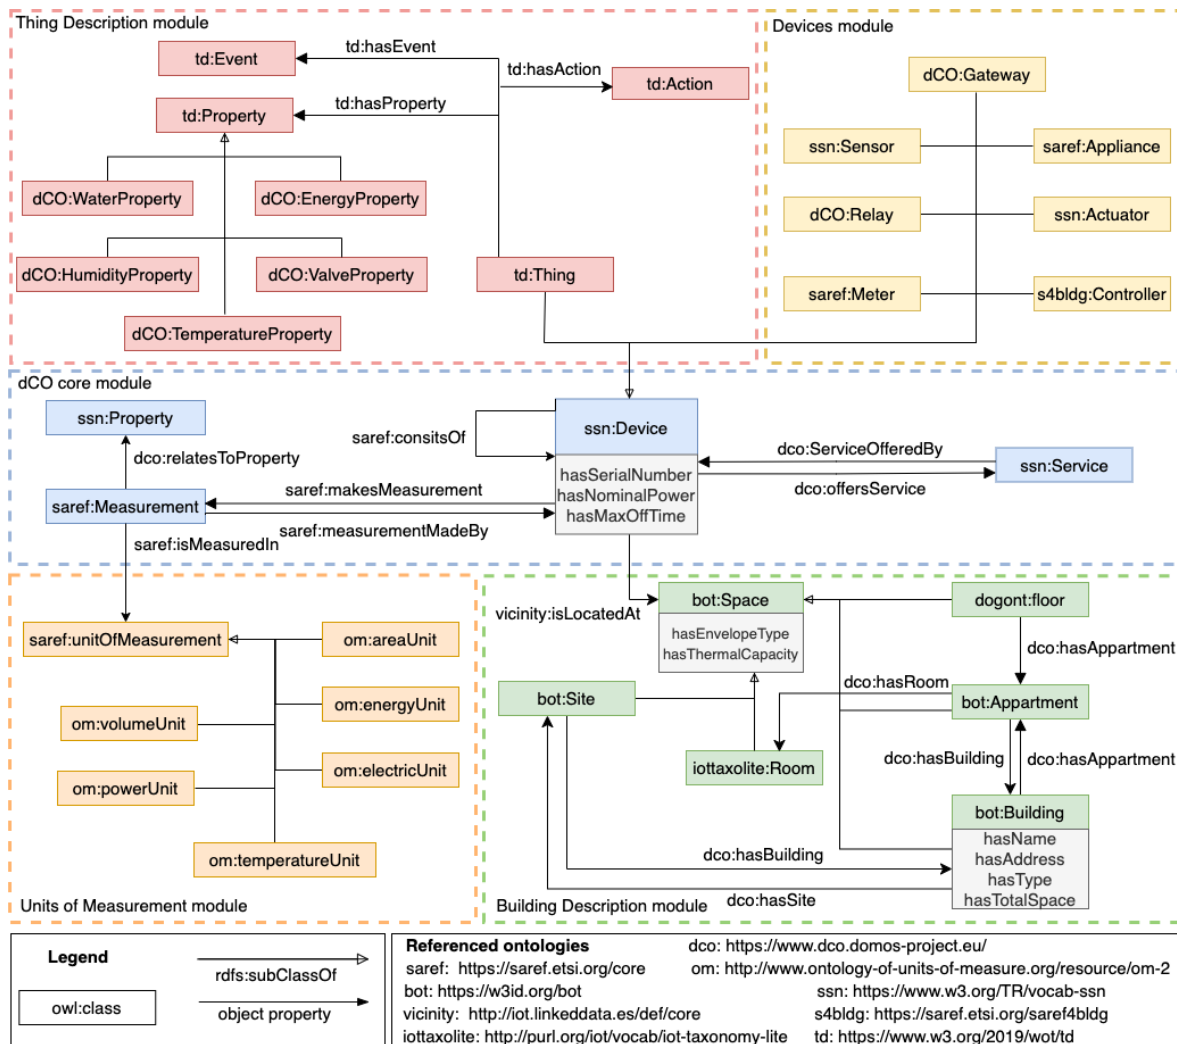 Thing Description module
td:Event
td:hasEvent
td:hasAction
td:Action
td:Property
td:hasProperty
dCO:WaterProperty
dCO:EnergyProperty
dCO:HumidityProperty
dCO:ValveProperty
td:Thing
dCO:TemperatureProperty
Devices module
dCO:Gateway
ssn:Sensor
saref:Appliance
dCO:Relay
ssn:Actuator
saref:Meter
s4bldg:Controller
dCO core module
ssn:Property
saref:consitsOf
ssn:Device
dco:ServiceOfferedBy
dco:relatesToProperty
ssn:Service
hasSerialNumber
hasNominalPower
hasMaxOffTime
saref:makesMeasurement
dco:offersService
saref:Measurement
saref:measurementMadeBy
saref:isMeasuredIn
vicinity:isLocatedAt
saref:unitOfMeasurement
om:areaUnit
om:energyUnit
om:volumeUnit
om:electricUnit
om:powerUnit
om:temperatureUnit
Units of Measurement module
bot:Space
hasEnvelopeType
hasThermalCapacity
dogont:floor
dco:hasAppartment
dco:hasRoom
bot:Site
bot:Appartment
iottaxolite:Room
dco:hasBuilding
dco:hasAppartment
bot:Building
hasName
hasAddress
hasType
hasTotalSpace
dco:hasBuilding
dco:hasSite
Building Description module
Legend
rdfs:subClassOf
owl:class
object property
Referenced ontologies
dco: https://www.dco.domos-project.eu/
saref: https://saref.etsi.org/core
om: http://www.ontology-of-units-of-measure.org/resource/om-2
bot: https://w3id.org/bot
ssn: https://www.w3.org/TR/vocab-ssn
vicinity: http://iot.linkeddata.es/def/core
s4bldg: https://saref.etsi.org/saref4bldg
iottaxolite: http://purl.org/iot/vocab/iot-taxonomy-lite
td: https://www.w3.org/2019/wot/td